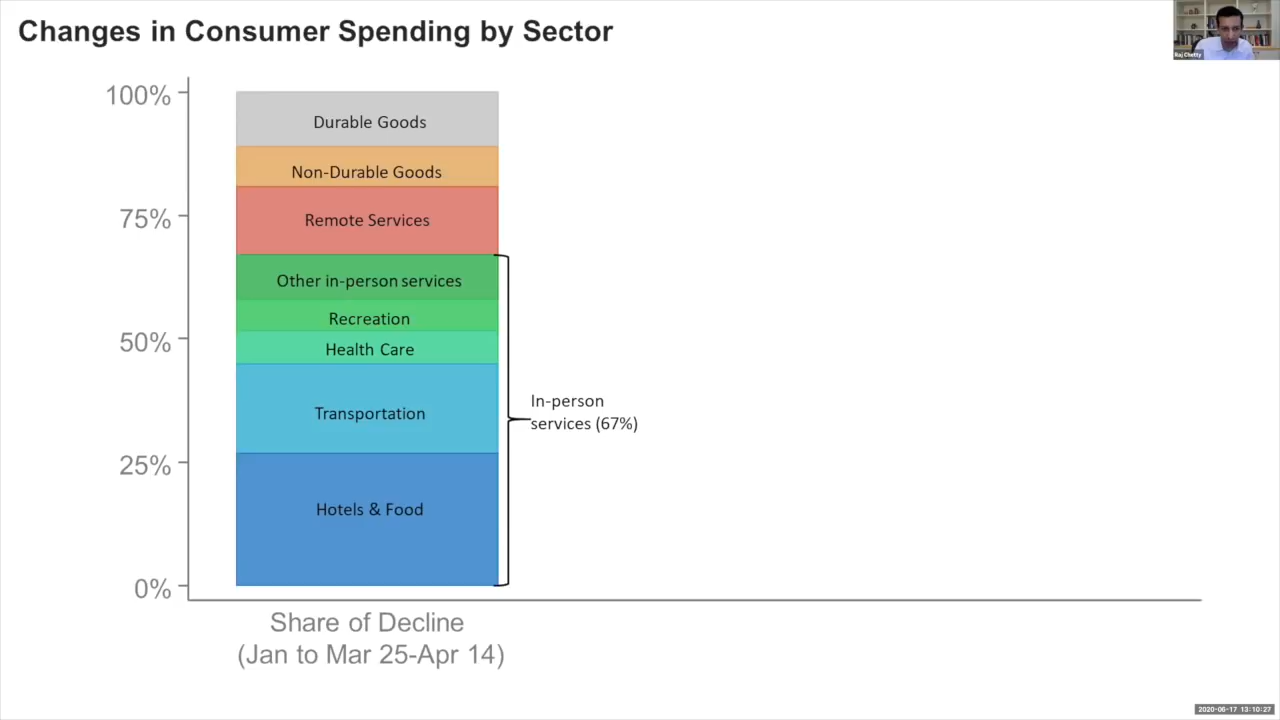 Changes in Consumer Spending by Sector
Raj Chetty
100%
75%
50%
25%
0%
Durable Goods
Non-Durable Goods
Remote Services
Other in-person services
Recreation
Health Care
Transportation
Hotels & Food
In-person
services (67%)
Share of Decline
(Jan to Mar 25-Apr 14)
2020-06-17 13:10:27